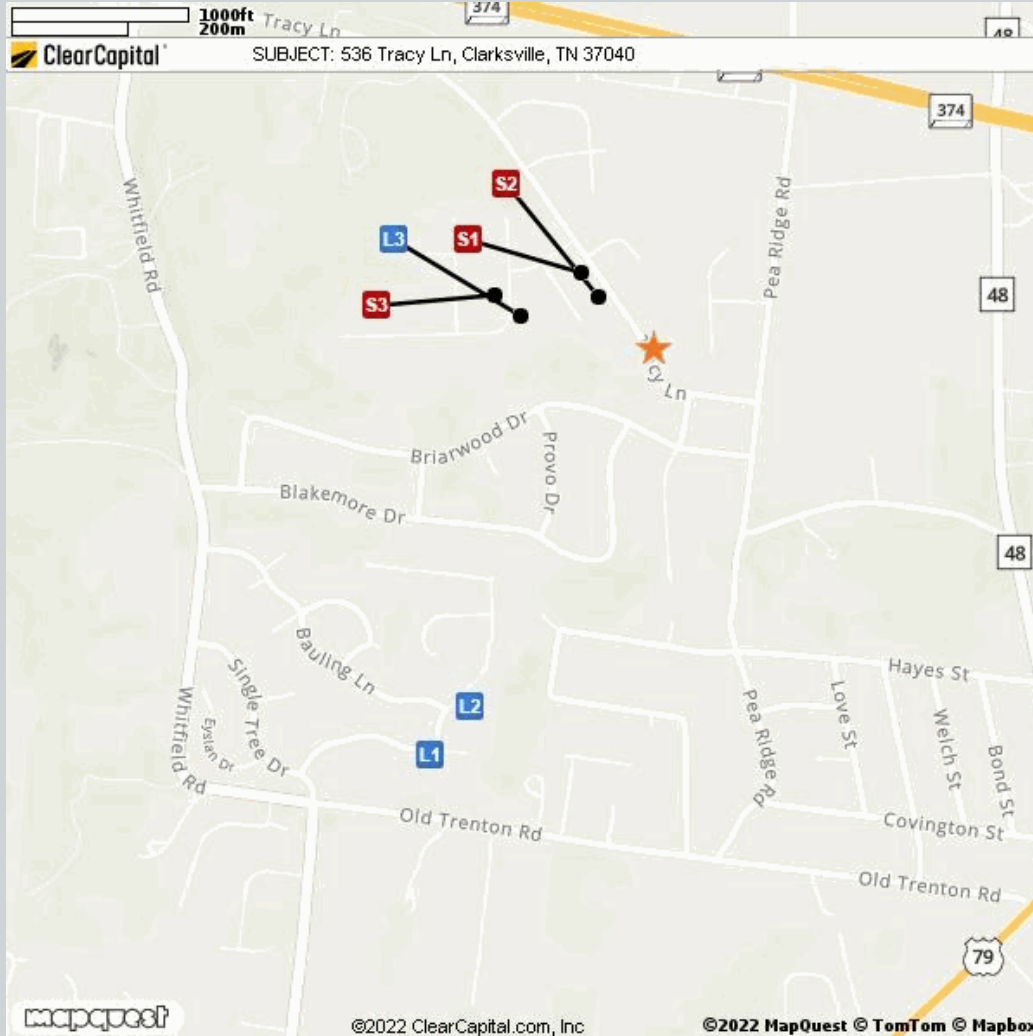 1000ft
200m
Tracy Ln
374
48
ClearCapital
SUBJECT: 536 Tracy Ln, Clarksville, TN 37040
374
Whitfield Rd
S2
Pea Ridge Rd
L3
S1
48
S3
cy Ln
Briarwood Dr
Provo Dr
Blakemore Dr
48
Bauling Ln
Single Tree Dr
Hayes St
Whitfield Rd
L2
Pea Ridge Rd
Love St
Welch St
Bond St
L1
Old Trenton Rd
Covington St
Old Trenton Rd
79
mapquest
©2022 ClearCapital.com, Inc
©2022 MapQuest © TomTom © Mapbox